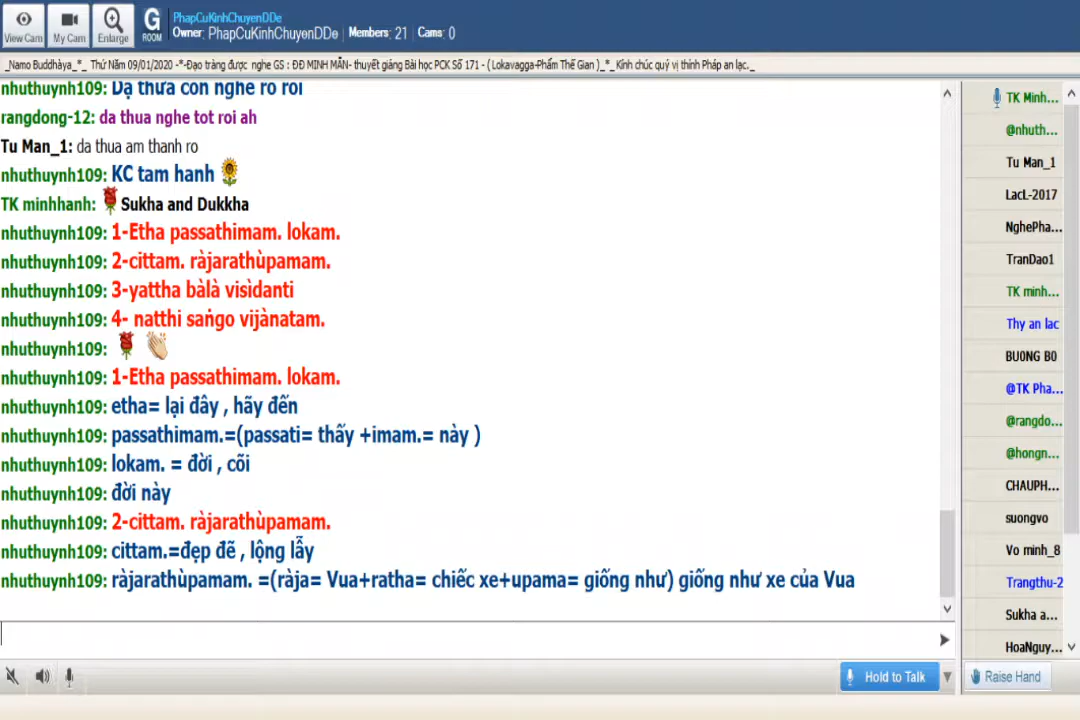 PhapCuKinhChuyenDDe
Owner: PhapCuKinhChuyenDDe Members: 21 Cams: 0
View Cam My Cam Enlarge G ROOM
_Namo Buddhàya_*_ Thứ Năm 09/01/2020 -*-Đạo tràng được nghe GS : ĐĐ MINH MẪN- thuyết giảng Bài học PCK Số 171 - ( Lokavagga-Phẩm Thế Gian )_*_ Kính chúc quý vị thính Pháp an lạc._
nhuthuynh109: Dạ thưa con nghe rõ rồi
rangdong-12: da thua nghe tot roi ah
Tu Man_1: da thua am thanh ro
nhuthuynh109: KC tam hanh
TK minhhanh: Sukha and Dukkha
nhuthuynh109: 1-Etha passathimam. lokam.
nhuthuynh109: 2-cittam. ràjarathùpamam.
nhuthuynh109: 3-yattha bàlà visìdanti
nhuthuynh109: 4- natthi saṅgo vijànatam.
nhuthuynh109:
nhuthuynh109: 1-Etha passathimam. lokam.
nhuthuynh109: etha= lại đây , hãy đến
nhuthuynh109: passathimam.=(passati= thấy +imam.= này )
nhuthuynh109: lokam. = đời , cõi
nhuthuynh109: đời này
nhuthuynh109: 2-cittam. ràjarathùpamam.
nhuthuynh109: cittam.=đẹp đẽ , lộng lẫy
nhuthuynh109: ràjarathùpamam. =(ràja= Vua+ratha= chiếc xe+upama= giống như) giống như xe của Vua
TK Minh...
@nhuth...
Tu Man_1
LacL-2017
NghePha...
TranDao1
TK minh...
Thy an lac
BUONG BO
@TK Pha...
@rangdo...
@hongn...
CHAUPH...
suongvo
Vo minh_8
Trangthu-2
Sukha a...
HoaNguy...
Hold to Talk
Raise Hand